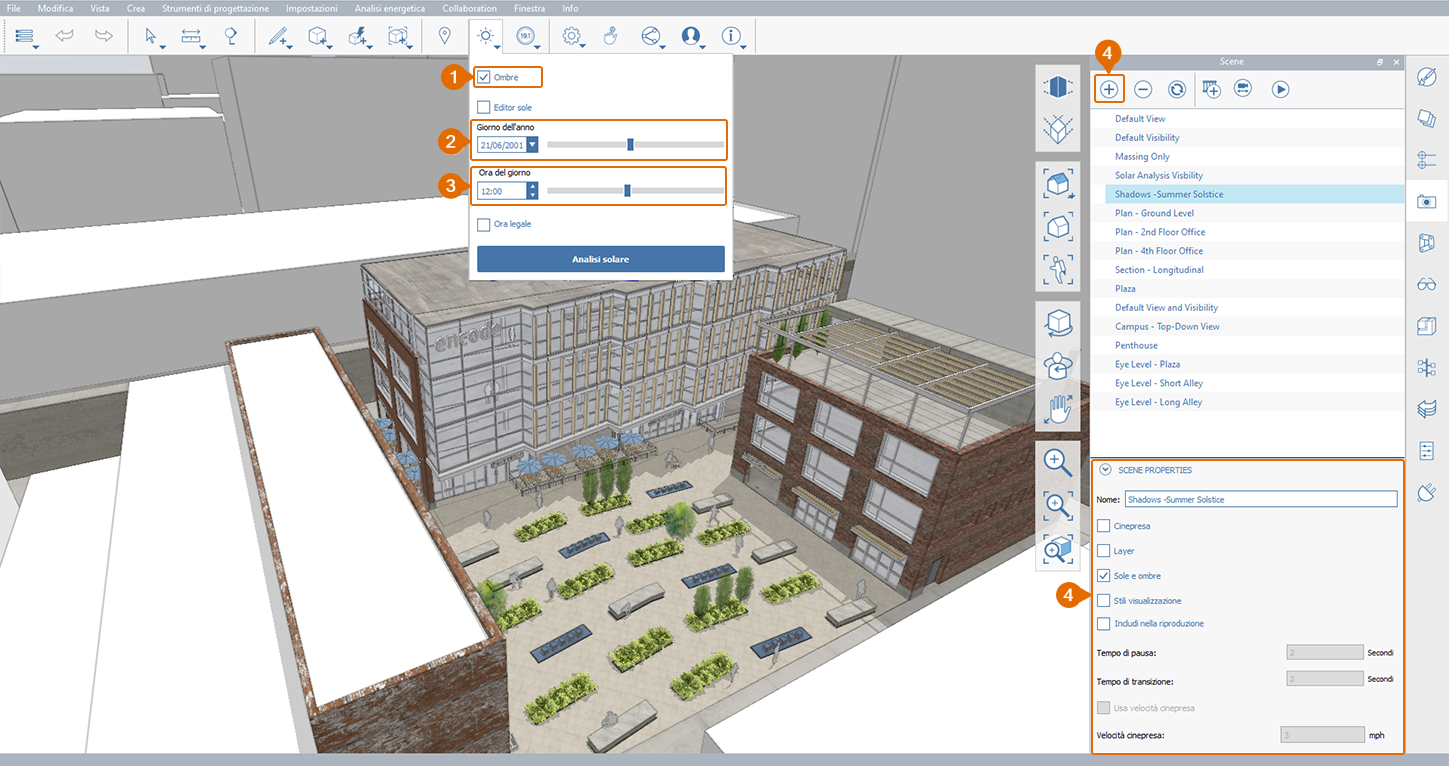 File Modifica Vista Crea Strumenti di progettazione Impostazioni Analisi energetica Collaboration Finestra Info
19.1
1
Ombre
Editor sole
2
Giorno dell'anno
21/06/2001
3
Ora del giorno
12:00
Ora legale
Analisi solare
encode
4
Scene
Default View
Default Visibility
Massing Only
Solar Analysis Visbility
Shadows -Summer Solstice
Plan - Ground Level
Plan - 2nd Floor Office
Plan - 4th Floor Office
Section - Longitudinal
Plaza
Default View and Visibility
Campus - Top-Down View
Penthouse
Eye Level - Plaza
Eye Level - Short Alley
Eye Level - Long Alley
SCENE PROPERTIES
Nome: Shadows -Summer Solstice
Cinepresa
Layer
Sole e ombre
4
Stili visualizzazione
Includi nella riproduzione
Tempo di pausa: 2 Secondi
Tempo di transizione: 2 Secondi
Usa velocità cinepresa
Velocità cinepresa: 3 mph